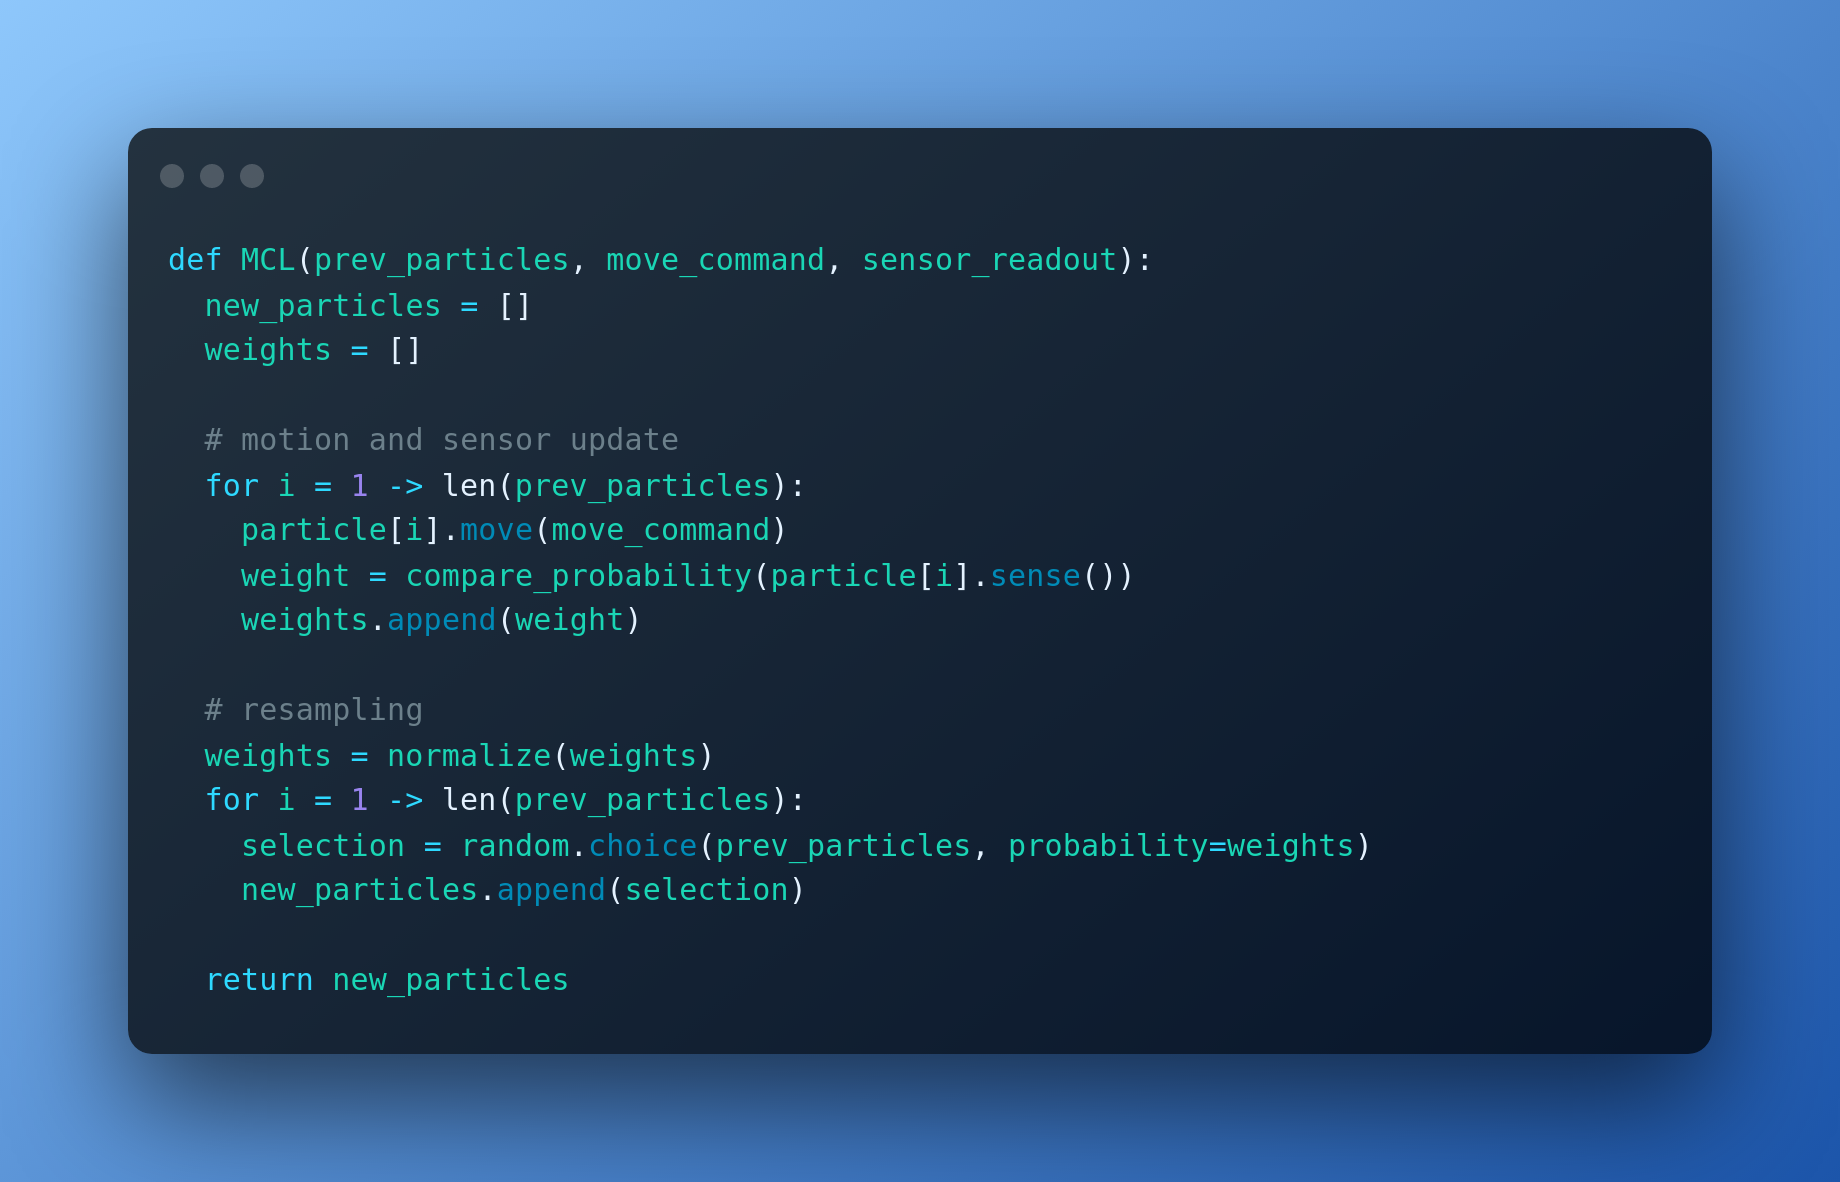 def MCL(prev_particles, move_command, sensor_readout):
  new_particles = []
  weights = []

  # motion and sensor update
  for i = 1 -> len(prev_particles):
    particle[i].move(move_command)
    weight = compare_probability(particle[i].sense())
    weights.append(weight)

  # resampling
  weights = normalize(weights)
  for i = 1 -> len(prev_particles):
    selection = random.choice(prev_particles, probability=weights)
    new_particles.append(selection)

  return new_particles